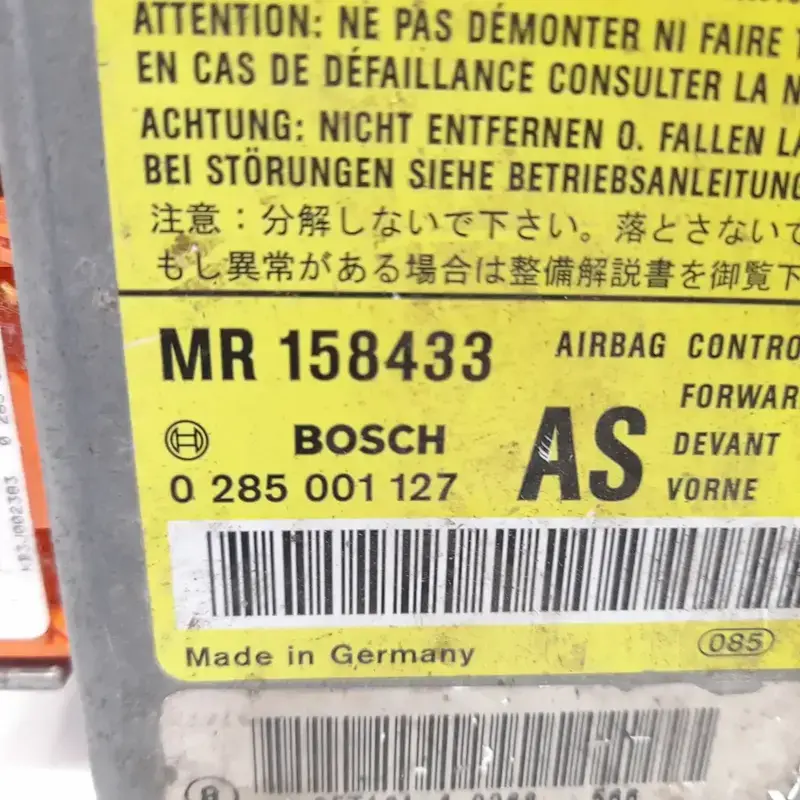 ATTENTION: NE PAS DÉMONTER NI FAIRE
EN CAS DE DÉFAILLANCE CONSULTER LA
ACHTUNG: NICHT ENTFERNEN O. FALLEN
BEI STÖRUNGEN SIEHE BETRIEBSANLEITUNG
注意：分解しないで下さい。落とさないで
もし異常がある場合は整備解説書を御覧下
MR 158433
AIRBAG CONTRO
FORWAR
BOSCH
AS
DEVANT
0 285 001 127
VORNE
Made in Germany
085